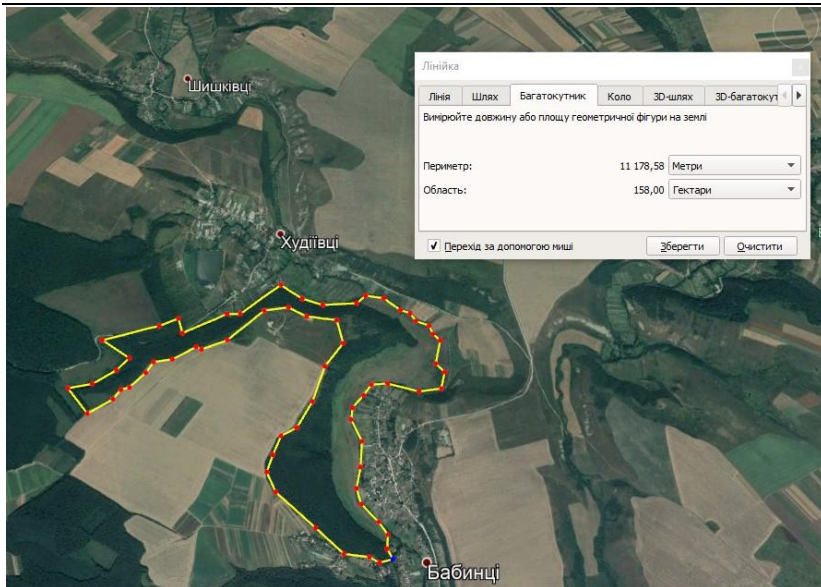 Лінійка
Лінія Шлях Багатокутник Коло 3D-шлях 3D-багатокут
Вимірюйте довжину або площу геометричної фігури на землі
Периметр: 11 178,58 Метри
Область: 158,00 Гектари
Перехід за допомогою миші Зберегти Очистити
Шишківці
Худіївці
Бабинці